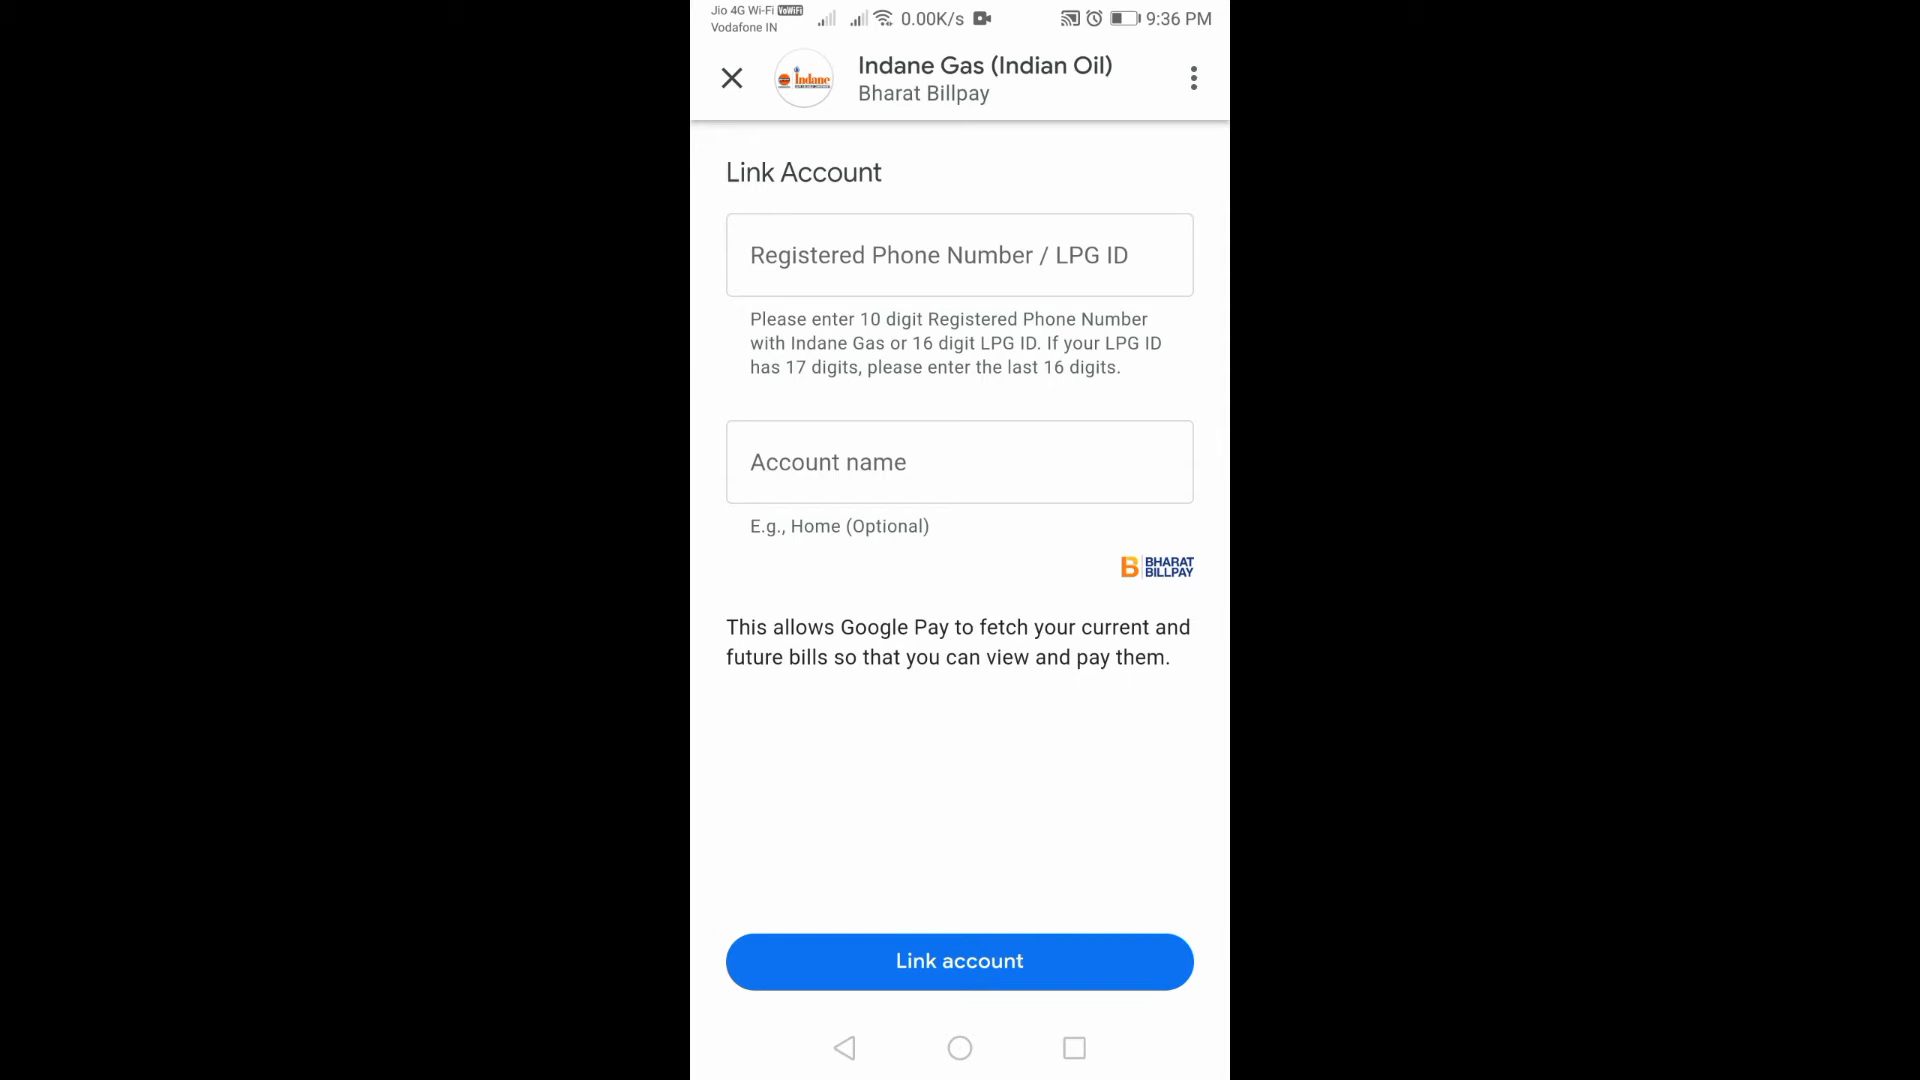 Jio 4G Wi-Fi VoWiFi
Vodafone IN
0.00K/s
9:36 PM
Indane
Indane Gas (Indian Oil)
Bharat Billpay
Link Account
Registered Phone Number / LPG ID
Please enter 10 digit Registered Phone Number
with Indane Gas or 16 digit LPG ID. If your LPG ID
has 17 digits, please enter the last 16 digits.
Account name
E.g., Home (Optional)
B BHARAT
BILLPAY
This allows Google Pay to fetch your current and
future bills so that you can view and pay them.
Link account